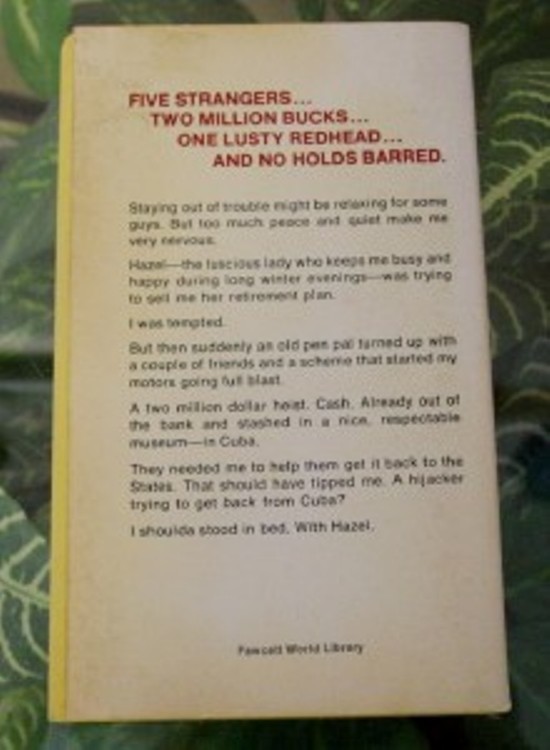 FIVE STRANGERS...
TWO MILLION BUCKS...
ONE LUSTY REDHEAD...
AND NO HOLDS BARRED.
Staying out of trouble might be relaxing for some
guys. But too much peace and quiet make me
very nervous.
Hazel—the luscious lady who keeps me busy and
happy during long winter evenings—was trying
to sell me her retirement plan.
I was tempted.
But then suddenly an old pen pal turned up with
a couple of friends and a scheme that started my
motors going full blast.
A two million dollar heist. Cash. Already out of
the bank and stashed in a nice, respectable
museum—in Cuba.
They needed me to help them get it back to the
States. That should have tipped me. A hijacker
trying to get back from Cuba?
I shoulda stood in bed. With Hazel.
Fawcett World Library